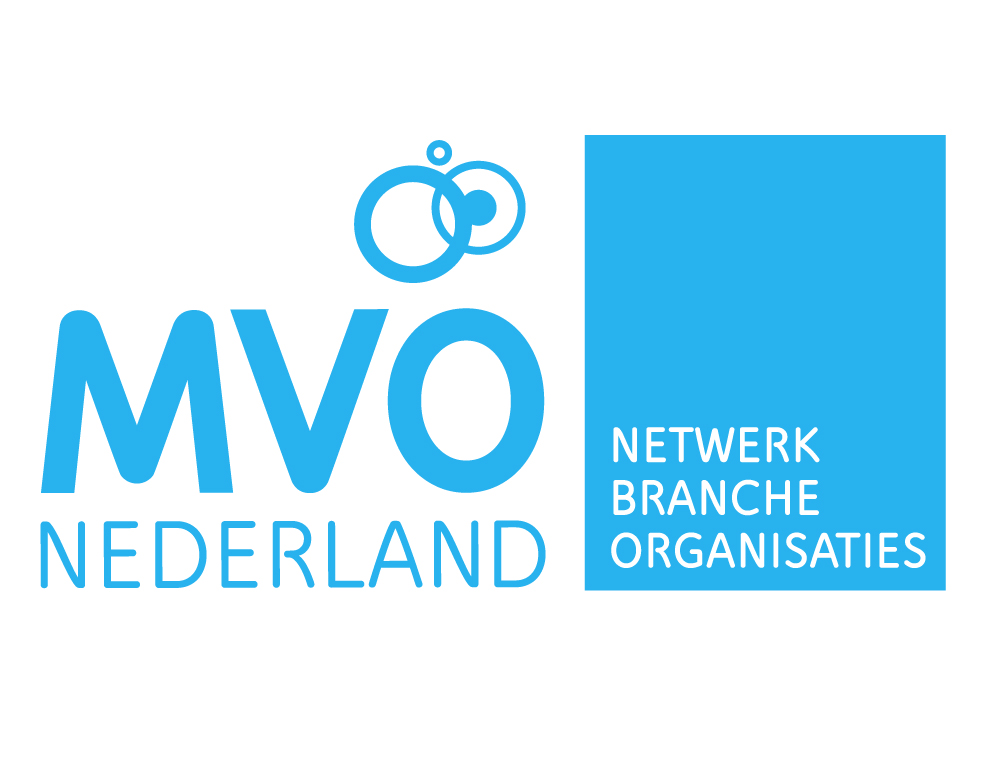 MVO
NEDERLAND
NETWERK
BRANCHE
ORGANISATIES